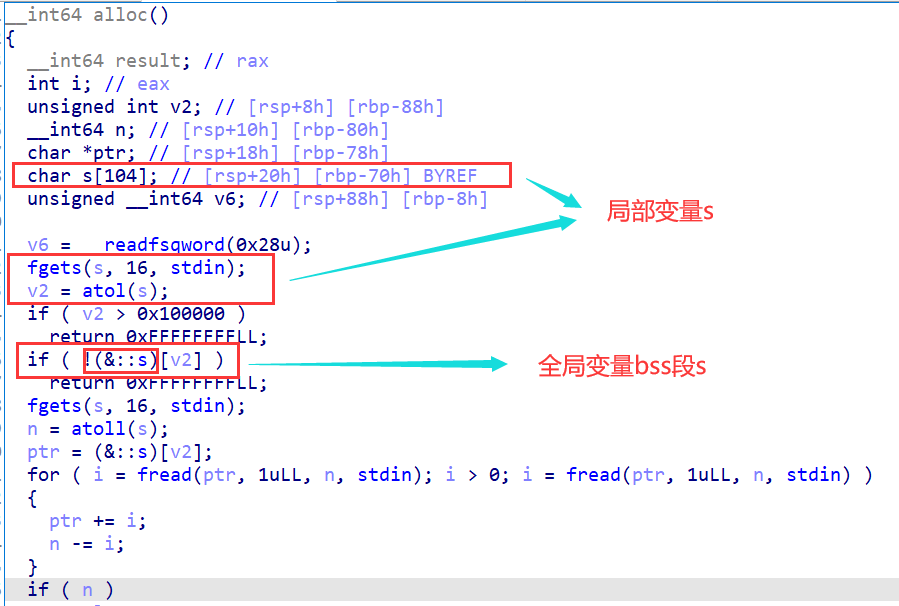 __int64 alloc()
{
__int64 result; // rax
int i; // eax
unsigned int v2; // [rsp+8h] [rbp-88h]
__int64 n; // [rsp+10h] [rbp-80h]
char *ptr; // [rsp+18h] [rbp-78h]
char s[104]; // [rsp+20h] [rbp-70h] BYREF
unsigned __int64 v6; // [rsp+88h] [rbp-8h]
局部变量s
v6 = readfsqword(0x28u);
fgets(s, 16, stdin);
v2 = atol(s);
if ( v2 > 0x100000 )
return 0xFFFFFFFFLL;
if ( !(&::s)[v2] )
全局变量bss段s
return 0xFFFFFFFFLL;
fgets(s, 16, stdin);
n = atoll(s);
ptr = (&::s)[v2];
for ( i = fread(ptr, 1uLL, n, stdin); i > 0; i = fread(ptr, 1uLL, n, stdin) )
{
ptr += i;
n -= i;
}
if ( n )